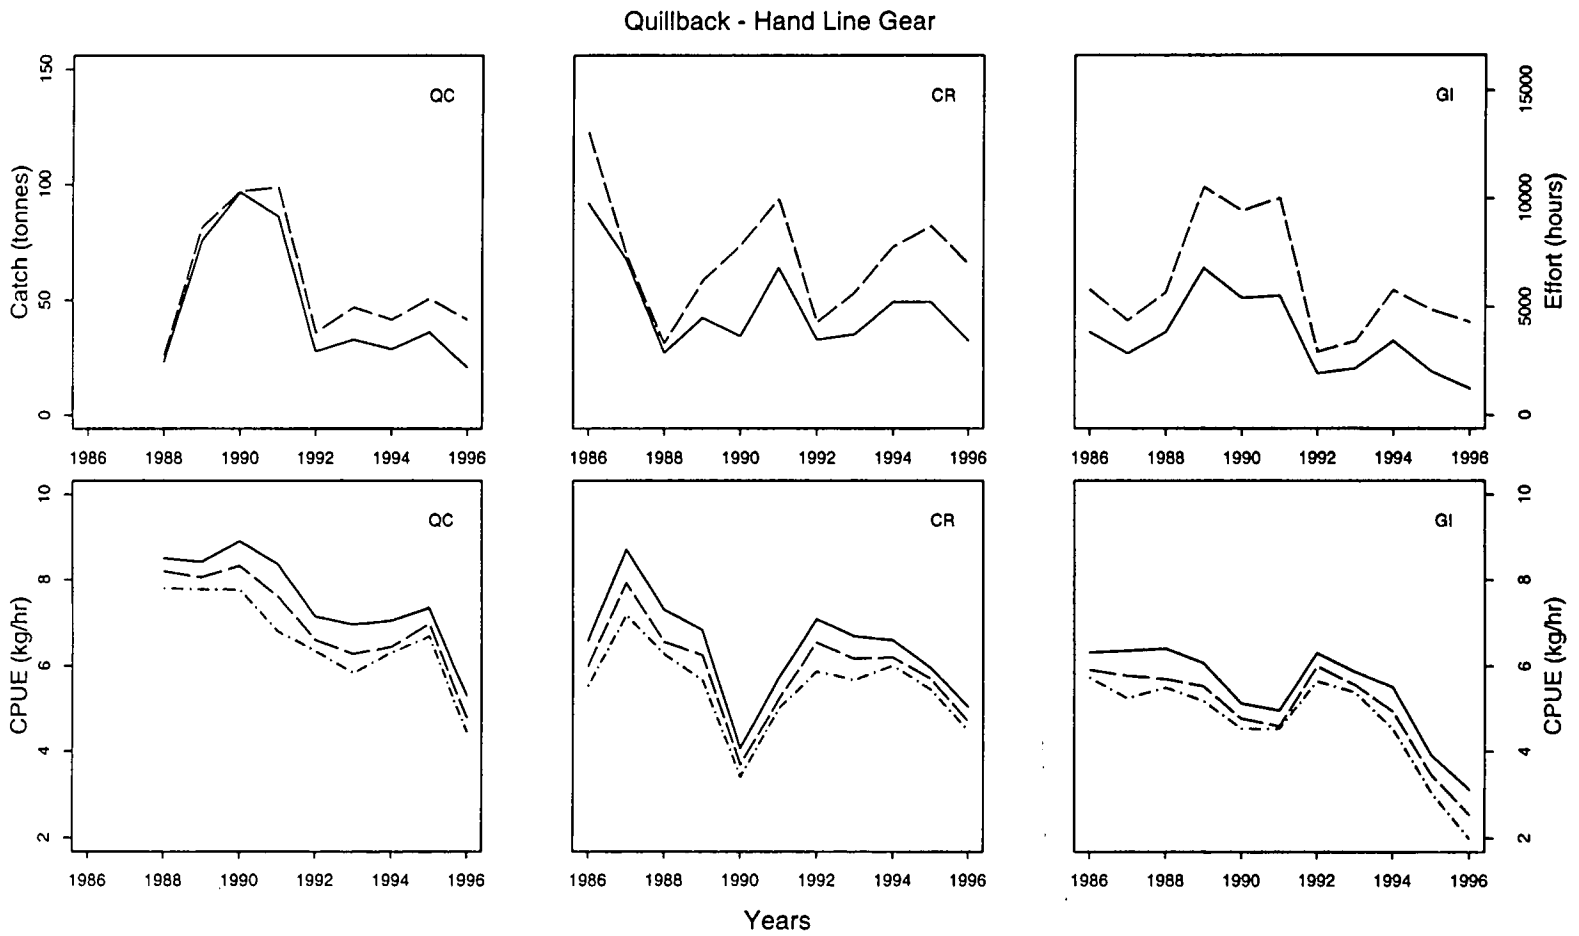 Quillback - Hand Line Gear
Catch (tonnes)
150
100
50
0
QC
1986 1988 1990 1992 1994 1996
CR
1986 1988 1990 1992 1994 1996
GI
1986 1988 1990 1992 1994 1996
15000
10000
5000
0
Effort (hours)
CPUE (kg/hr)
10
8
6
4
2
QC
1986 1988 1990 1992 1994 1996
CR
1986 1988 1990 1992 1994 1996
GI
1986 1988 1990 1992 1994 1996
10
8
6
4
2
CPUE (kg/hr)
Years